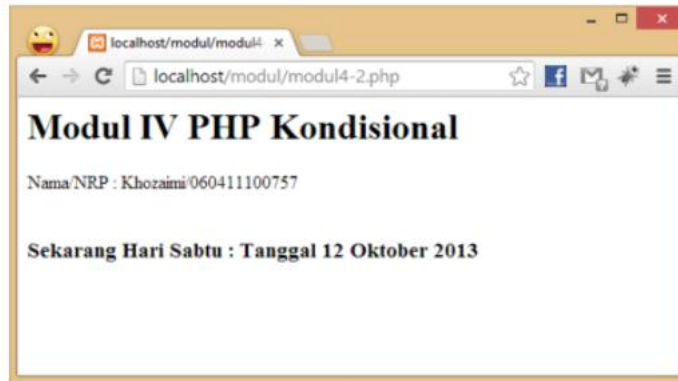 localhost/modul/modul4
localhost/modul/modul4-2.php
Modul IV PHP Kondisional
Nama/NRP : Khozaimi/060411100757
Sekarang Hari Sabtu : Tanggal 12 Oktober 2013